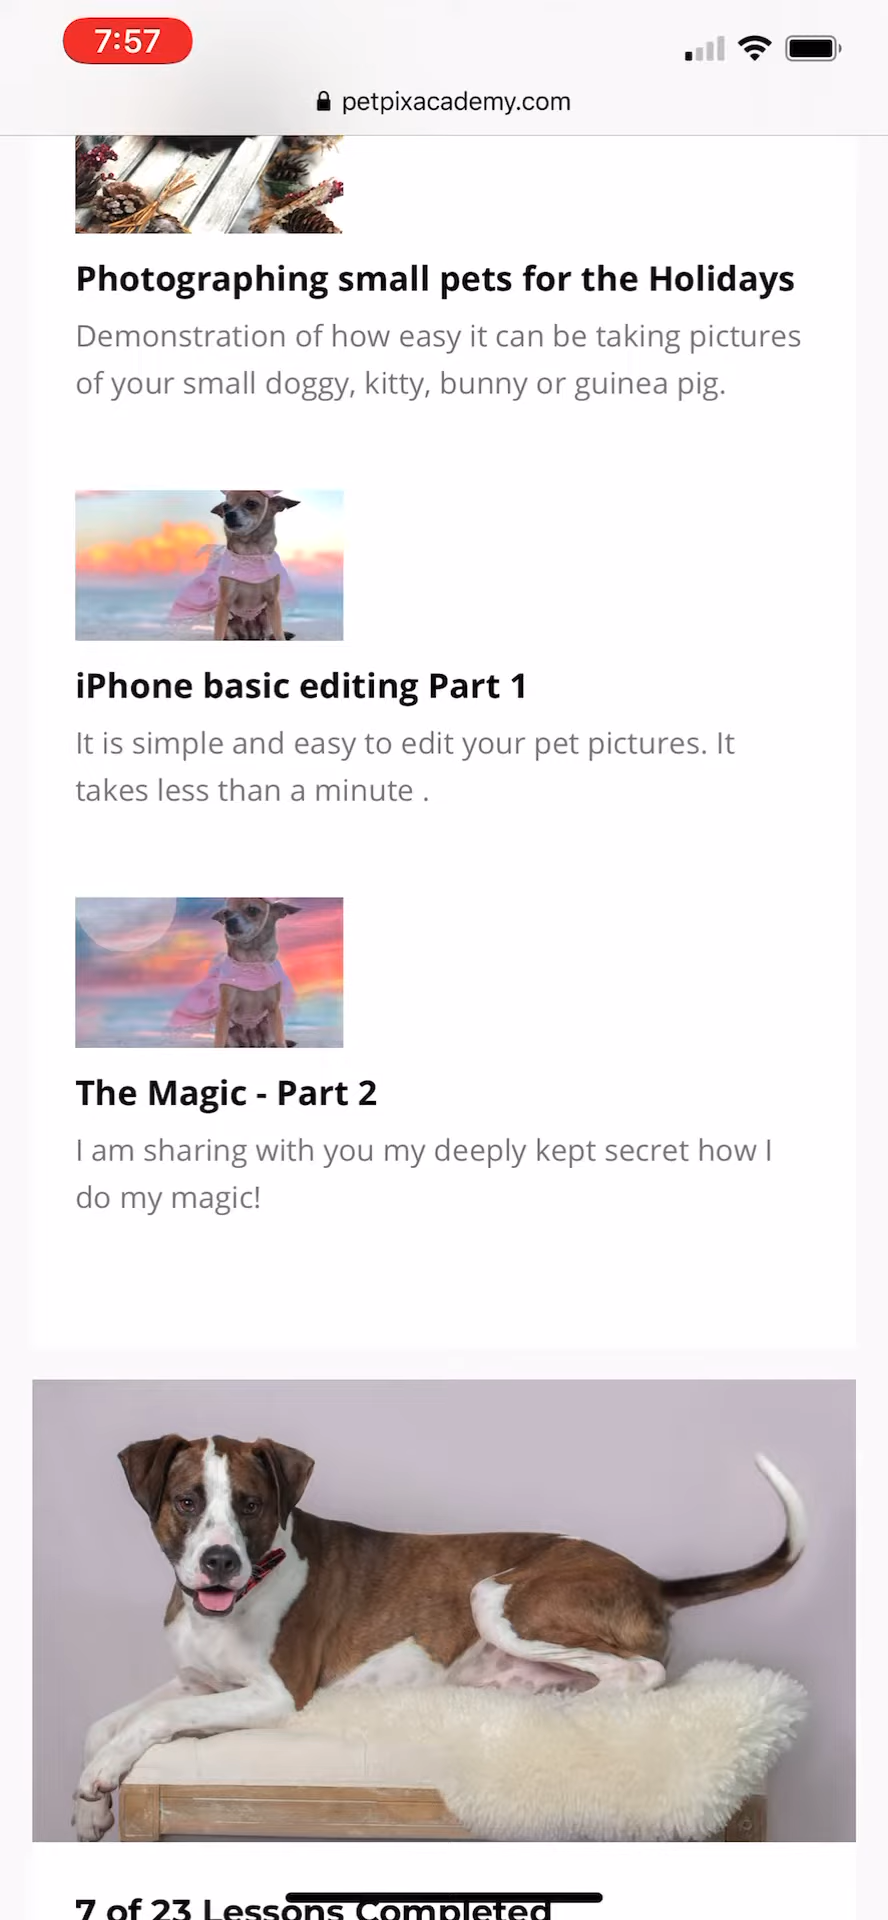 7:57
petpixacademy.com
Photographing small pets for the Holidays
Demonstration of how easy it can be taking pictures
of your small doggy, kitty, bunny or guinea pig.
iPhone basic editing Part 1
It is simple and easy to edit your pet pictures. It
takes less than a minute .
The Magic - Part 2
I am sharing with you my deeply kept secret how I
do my magic!
7 of 23 Lessons Completed